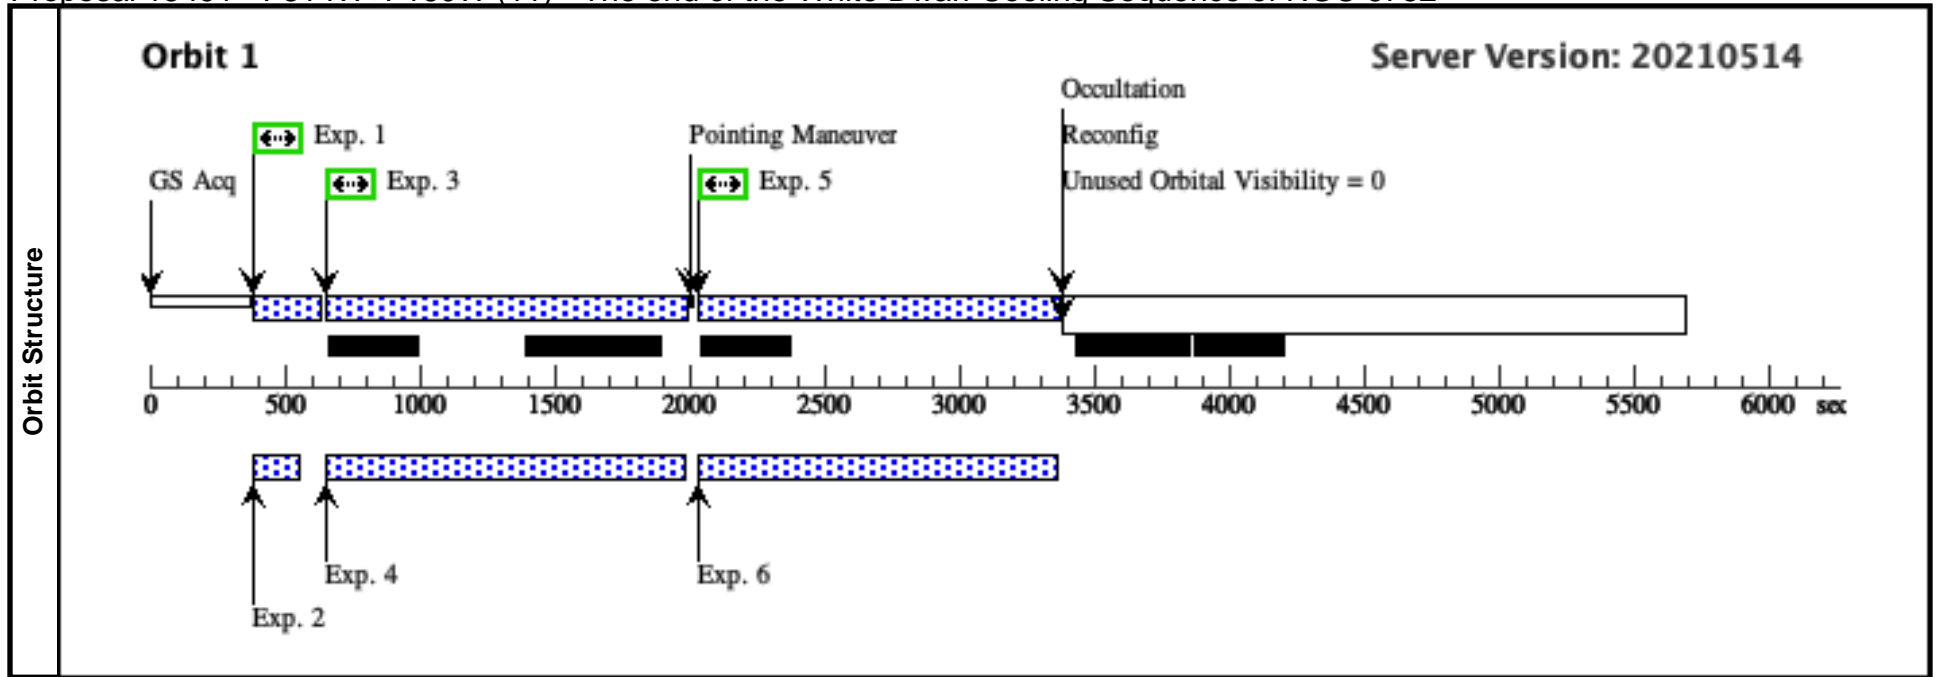 Orbit 1
Server Version: 20210514
Occultation
Exp. 1
Pointing Maneuver
Reconfig
GS Acq
Exp. 3
Exp. 5
Unused Orbital Visibility = 0
Orbit Structure
0 500 1000 1500 2000 2500 3000 3500 4000 4500 5000 5500 6000 sec
Exp. 4
Exp. 6
Exp. 2